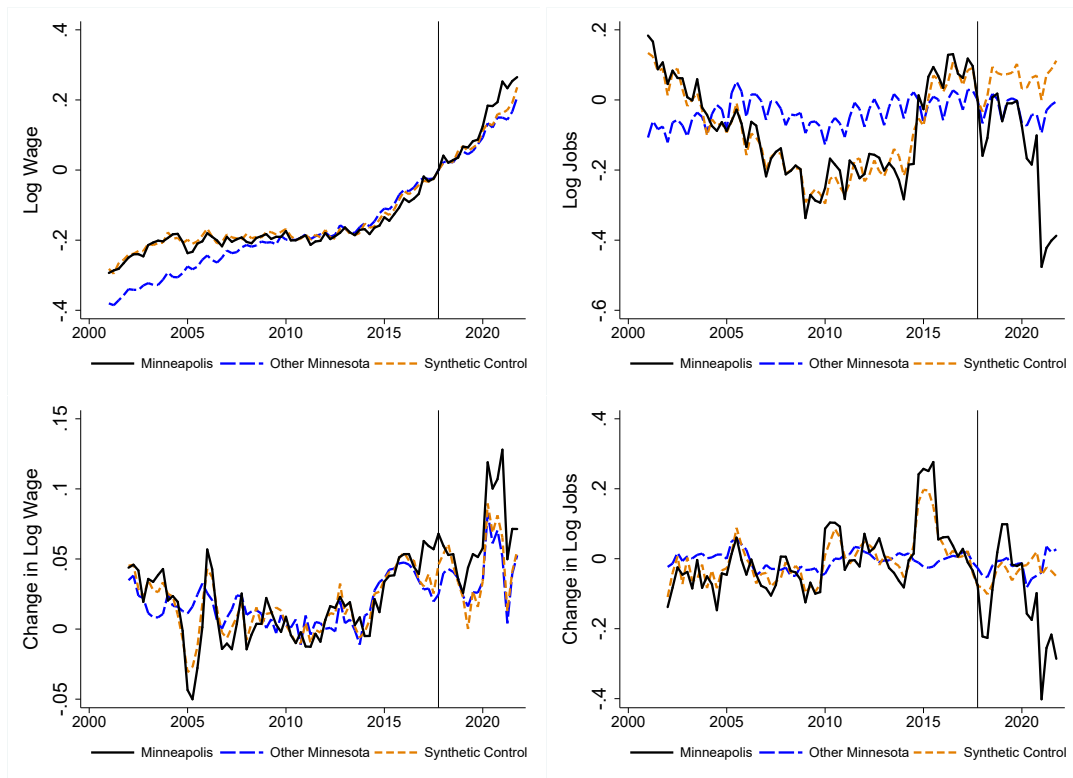 Log Wage
.4
.2
0
-.2
-.4
2000 2005 2010 2015 2020
Minneapolis Other Minnesota Synthetic Control
Log Jobs
.2
0
-.2
-.4
-.6
2000 2005 2010 2015 2020
Minneapolis Other Minnesota Synthetic Control
Change in Log Wage
.15
.1
.05
0
-.05
2000 2005 2010 2015 2020
Minneapolis Other Minnesota Synthetic Control
Change in Log Jobs
.4
.2
0
-.2
-.4
2000 2005 2010 2015 2020
Minneapolis Other Minnesota Synthetic Control